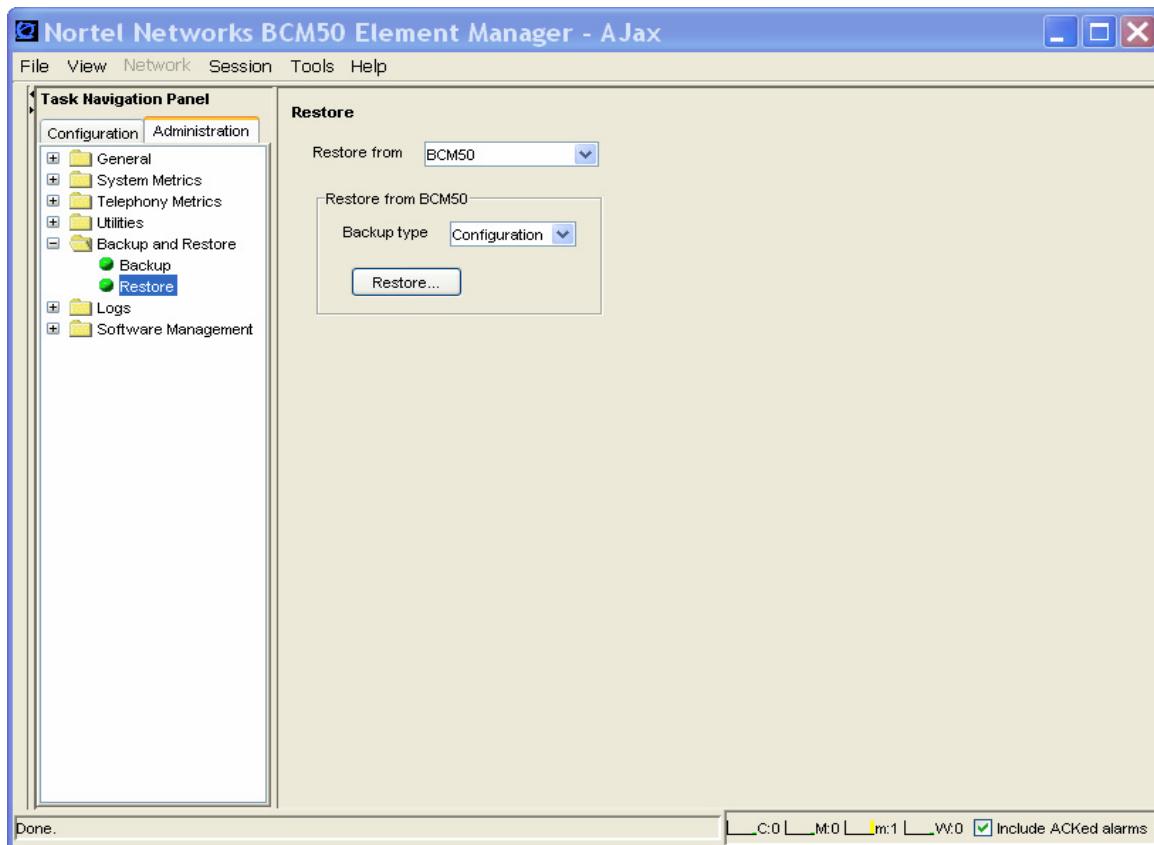 Nortel Networks BCM50 Element Manager - AJax
File View Network Session Tools Help
Task Navigation Panel
Configuration Administration
General
System Metrics
Telephony Metrics
Utilities
Backup and Restore
Backup
Restore
Logs
Software Management
Restore
Restore from BCM50
Restore from BCM50
Backup type Configuration
Restore...
Done.
C:0 M:0 m:1 W:0 Include ACKed alarms